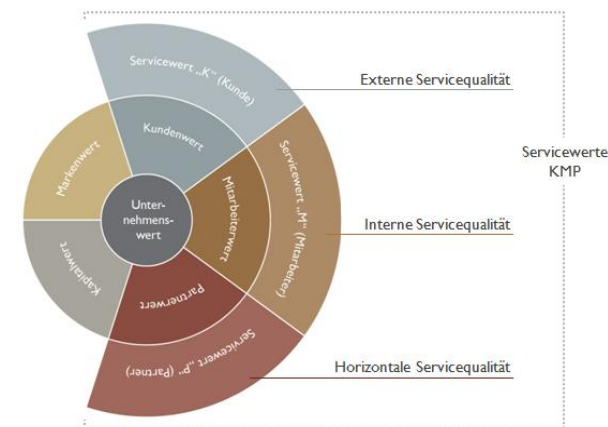 Servicewert „K“ (Kunde)
Externe Servicequalität
Kundenwert
Markenwert
Servicewerte
KMP
Unter-
nehmens-
wert
Mitarbeiterwert
Servicewert „M“ (Mitarbeiter)
Interne Servicequalität
Kapitalwert
Partnerwert
Servicewert „P“ (Partner)
Horizontale Servicequalität